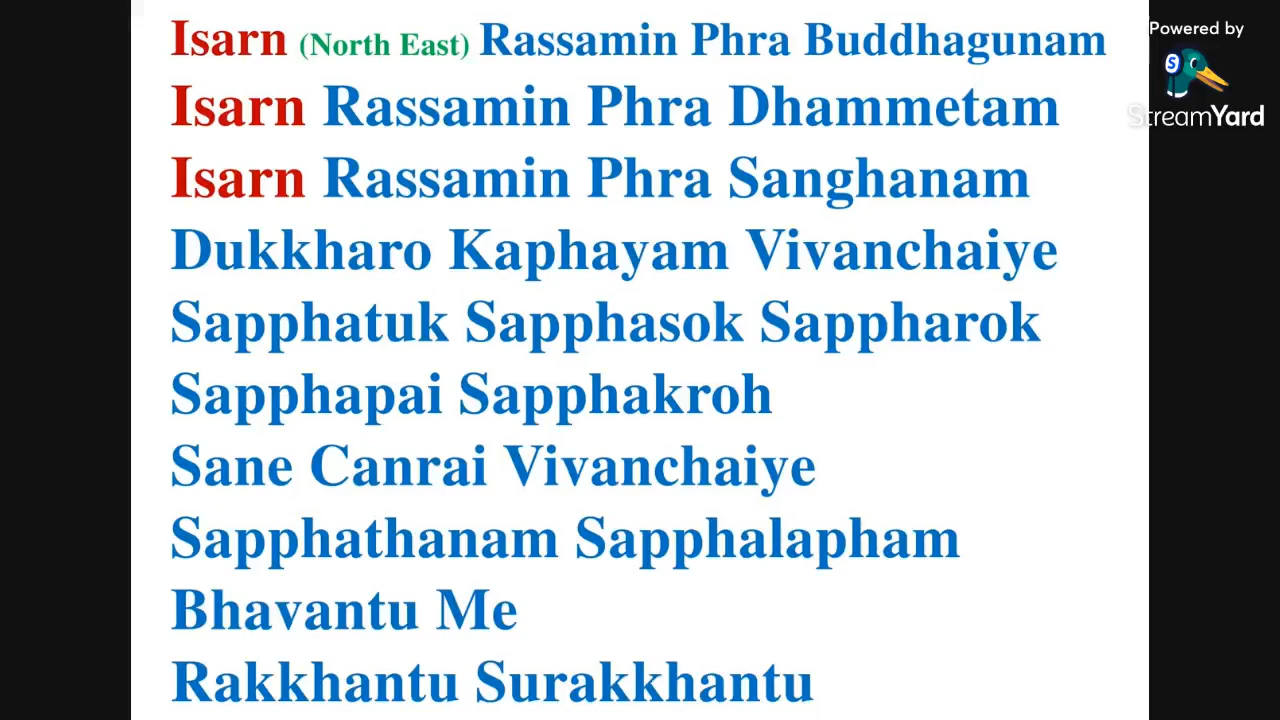 Isarn (North East) Rassamin Phra Buddhagunam
Isarn Rassamin Phra Dhammetam
Isarn Rassamin Phra Sanghanam
Dukkharo Kaphayam Vivanchaiye
Sapphatuk Sapphasok Sappharok
Sapphapai Sapphakroh
Sane Canrai Vivanchaiye
Sapphathanam Sapphalapham
Bhavantu Me
Rakkhantu Surakkhantu
Powered by
S
StreamYard